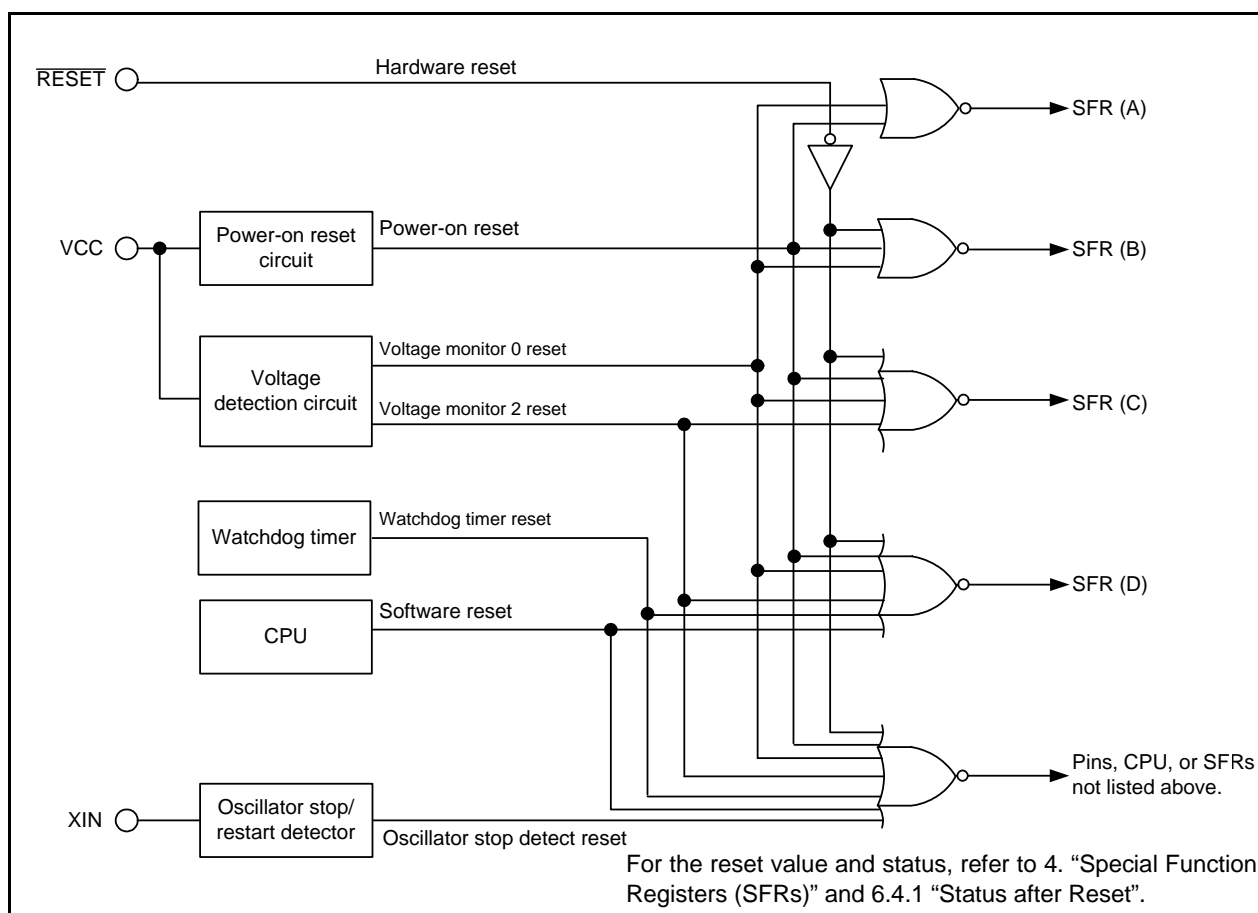 RESET
Hardware reset
SFR (A)
VCC
Power-on reset
circuit
Power-on reset
SFR (B)
Voltage
detection circuit
Voltage monitor 0 reset
Voltage monitor 2 reset
SFR (C)
Watchdog timer
Watchdog timer reset
SFR (D)
CPU
Software reset
XIN
Oscillator stop/
restart detector
Oscillator stop detect reset
Pins, CPU, or SFRs
not listed above.
For the reset value and status, refer to 4. “Special Function
Registers (SFRs)” and 6.4.1 “Status after Reset”.